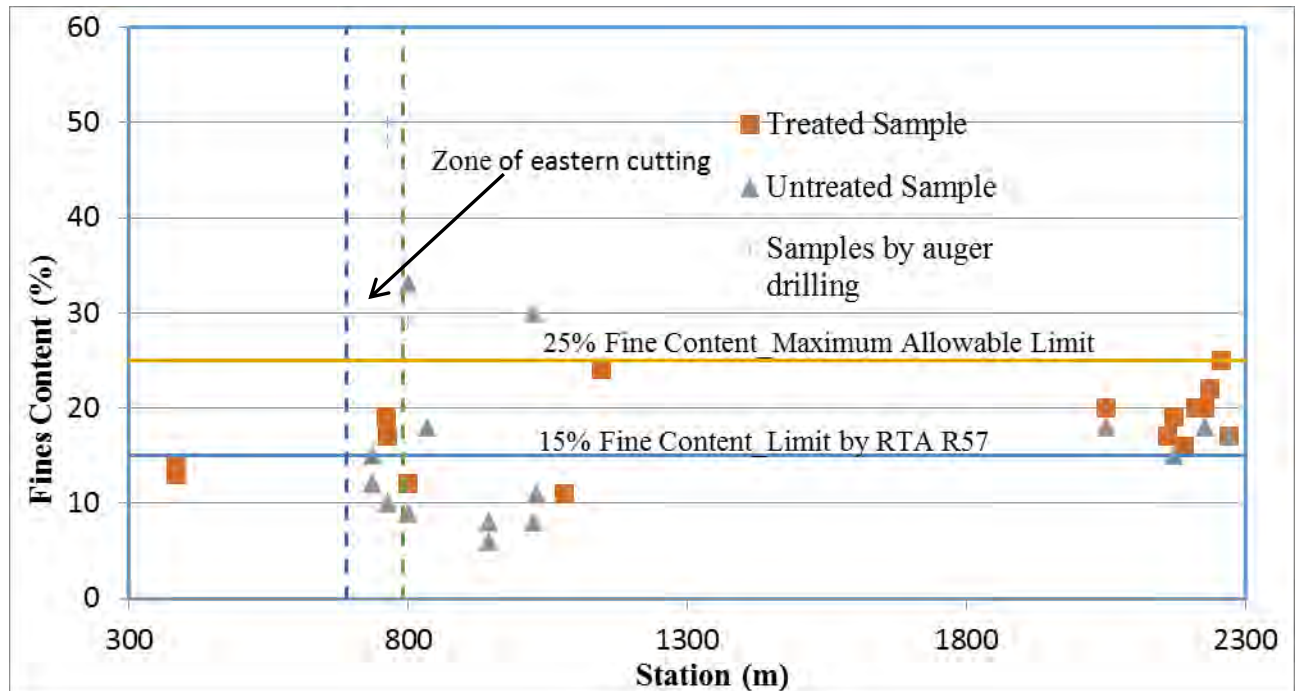 60
50
40
30
20
10
0
Fines Content (%)
Treated Sample
Zone of eastern cutting
Untreated Sample
Samples by auger
drilling
25% Fine Content_Maximum Allowable Limit
15% Fine Content_Limit by RTA R57
300
800
1300
1800
2300
Station (m)